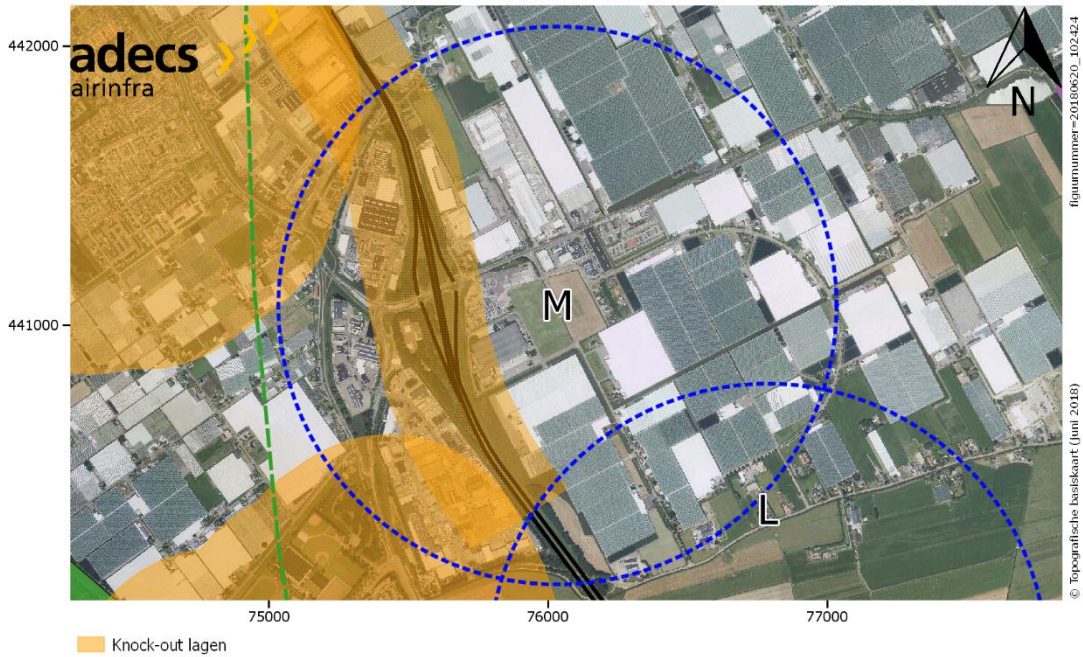 442000
adecs
airinfra
N
figuurnummer=20180620_102424
M
441000
L
© Topografische basiskaart (Juni 2018)
75000
76000
77000
Knock-out lagen